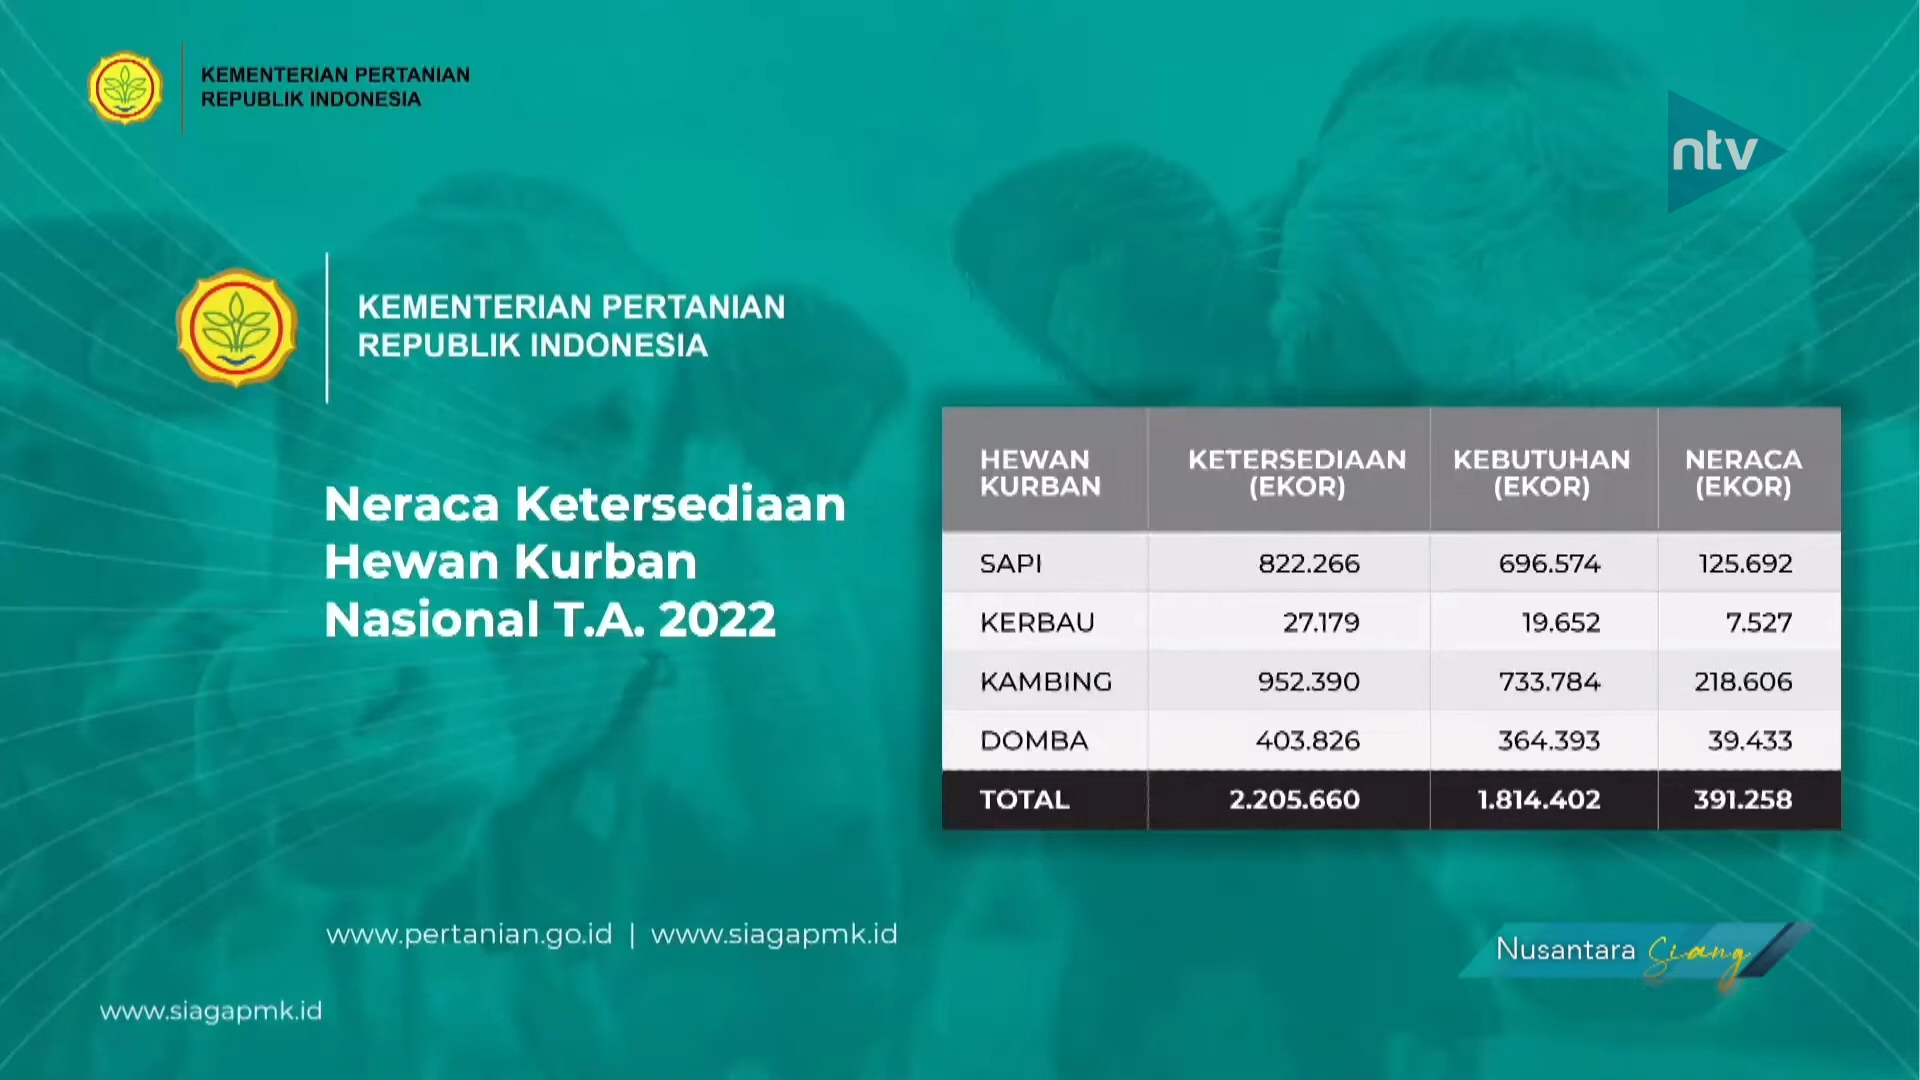 KEMENTERIAN PERTANIAN
REPUBLIK INDONESIA
ntv
KEMENTERIAN PERTANIAN
REPUBLIK INDONESIA
Neraca Ketersediaan
Hewan Kurban
Nasional T.A. 2022
HEWAN KURBAN KETERSEDIAAN (EKOR) KEBUTUHAN (EKOR) NERACA (EKOR)
SAPI 822.266 696.574 125.692
KERBAU 27.179 19.652 7.527
KAMBING 952.390 733.784 218.606
DOMBA 403.826 364.393 39.433
TOTAL 2.205.660 1.814.402 391.258
www.pertanian.go.id | www.siagapmk.id
Nusantara Siang
www.siagapmk.id